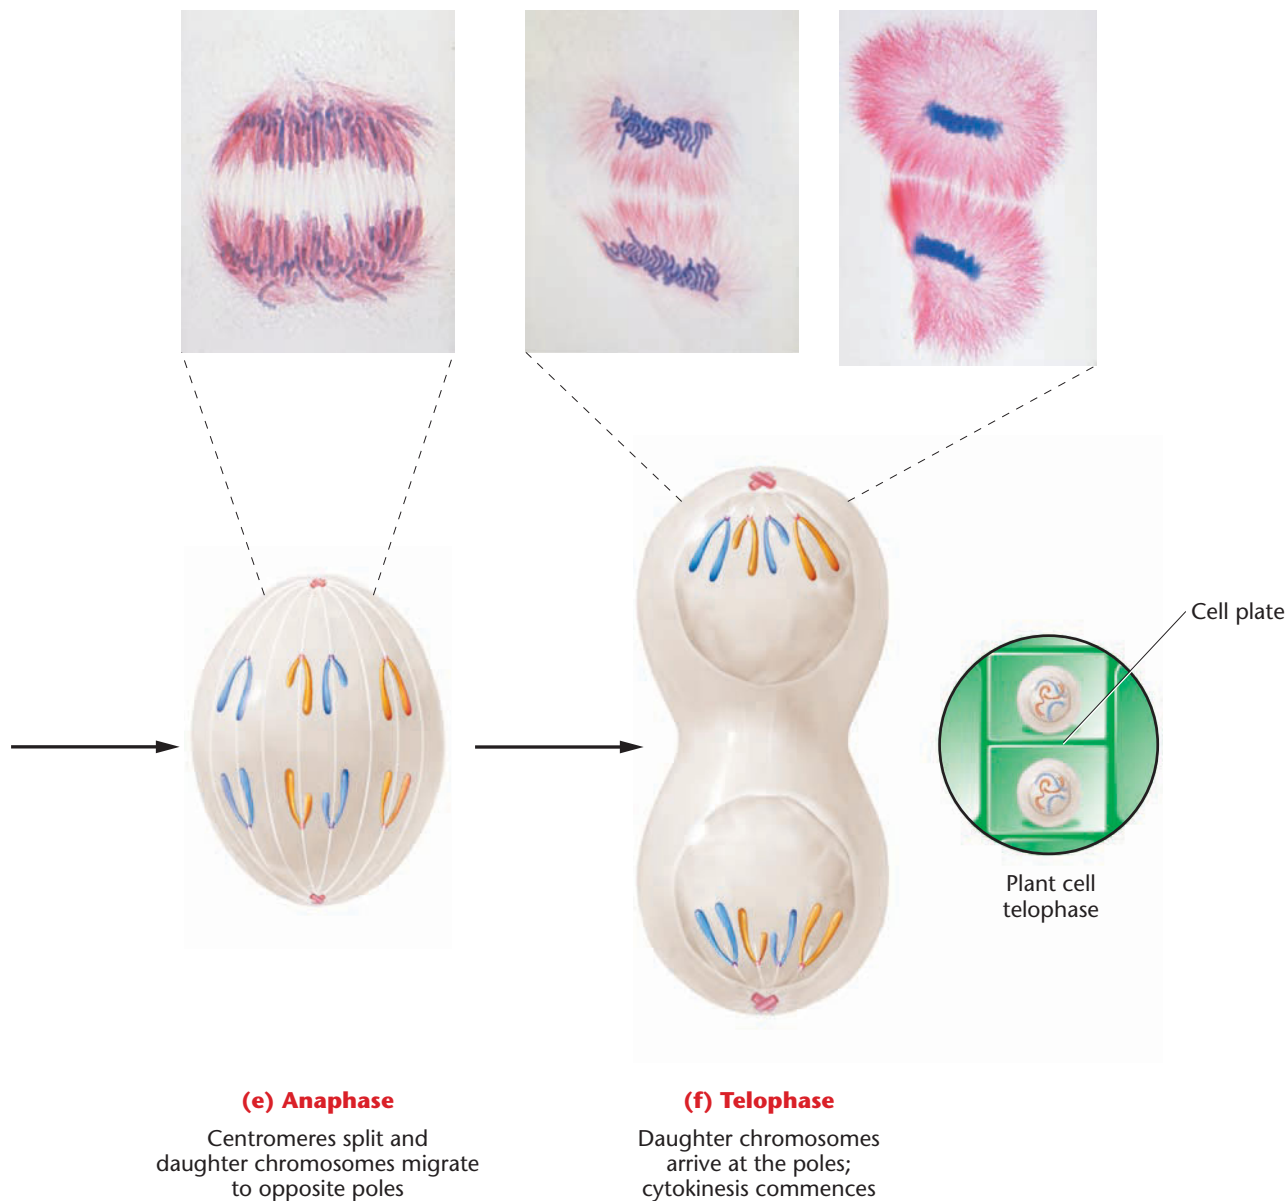 Cell plate
Plant cell
telophase
(e) Anaphase
Centromeres split and
daughter chromosomes migrate
to opposite poles
(f) Telophase
Daughter chromosomes
arrive at the poles;
cytokinesis commences